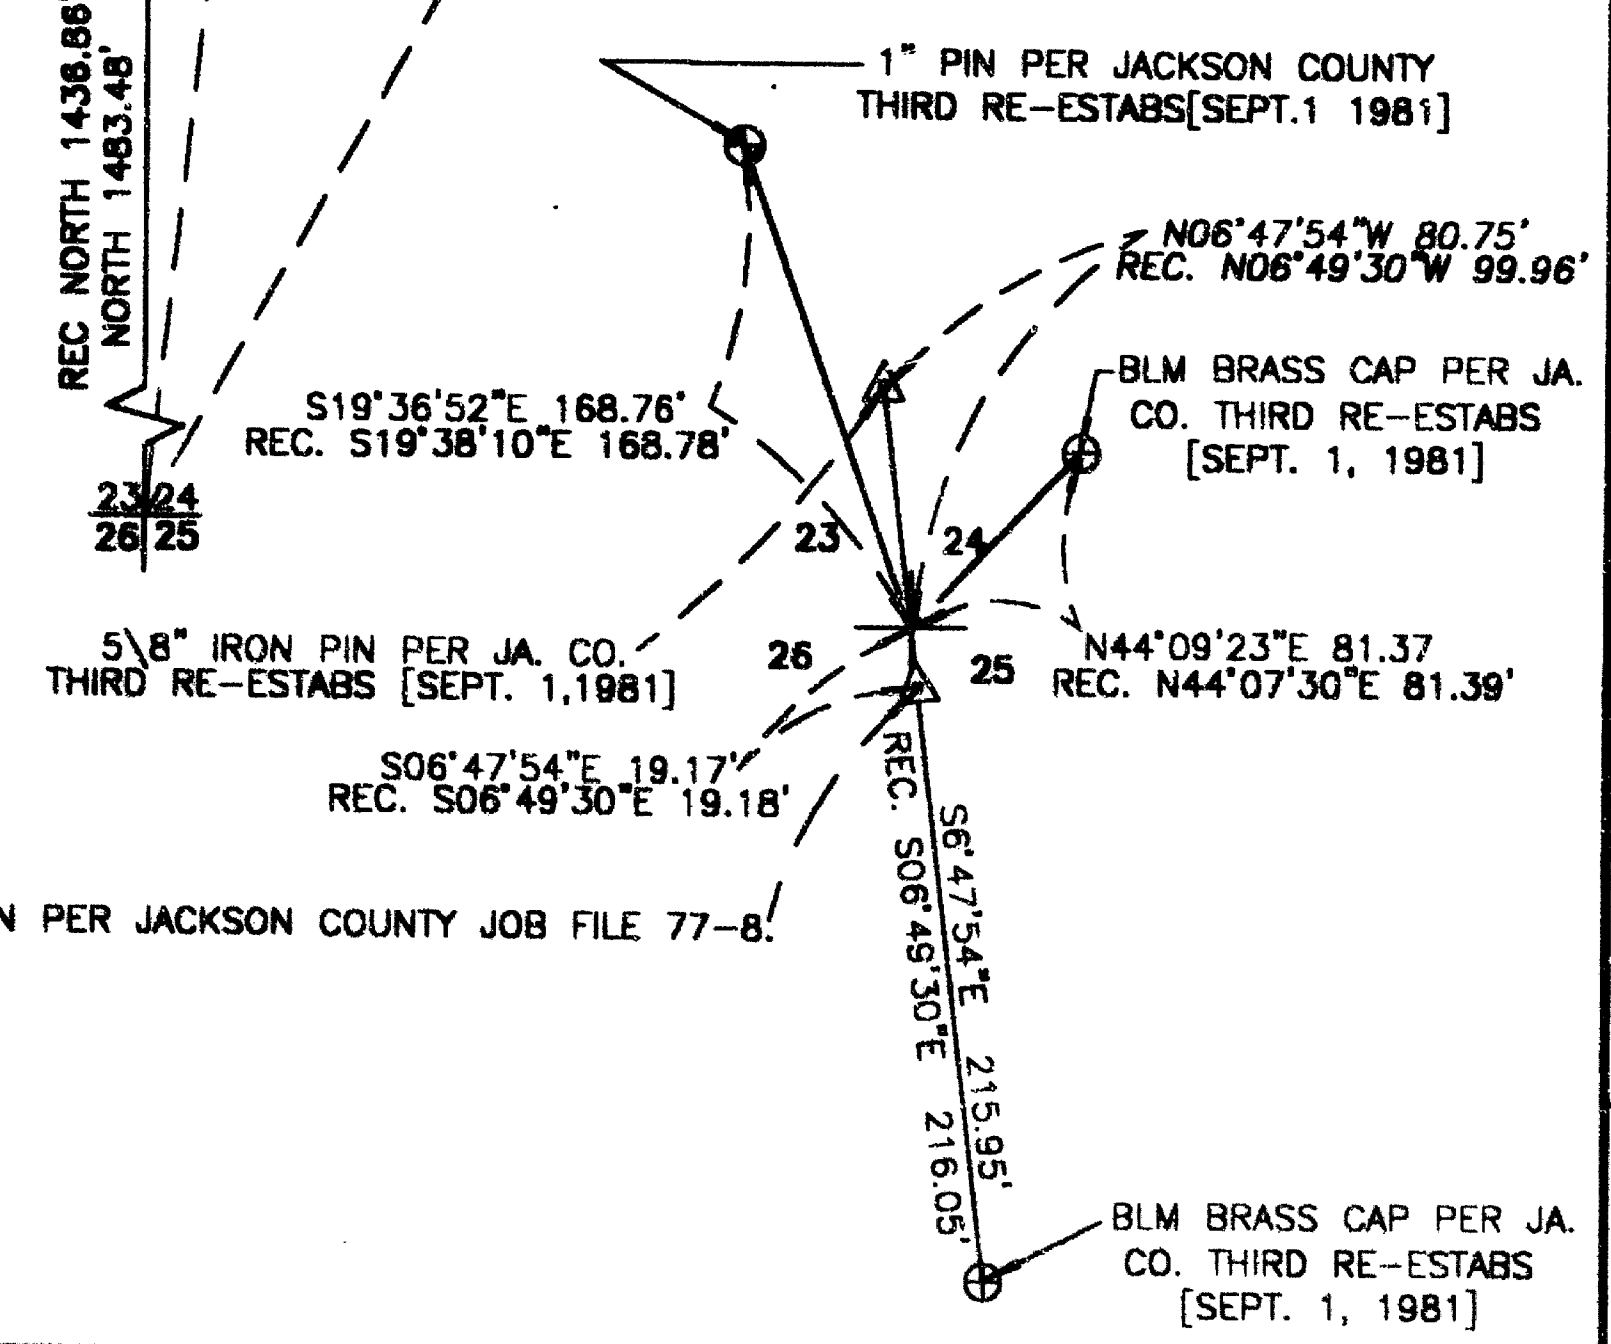 REC NORTH 1436.86'
NORTH 1483.48'
1" PIN PER JACKSON COUNTY
THIRD RE-ESTABS[SEPT.1 1981]
N06°47'54"W 80.75'
REC. N06°49'30"W 99.96'
BLM BRASS CAP PER JA.
CO. THIRD RE-ESTABS
[SEPT. 1, 1981]
S19°36'52"E 168.76'
REC. S19°38'10"E 168.78'
23 24
26 25
23 24
26 25
5\8" IRON PIN PER JA. CO.
THIRD RE-ESTABS [SEPT. 1,1981]
N44°09'23"E 81.37
REC. N44°07'30"E 81.39'
S06°47'54"E 19.17'
REC. S06°49'30"E 19.18'
N PER JACKSON COUNTY JOB FILE 77-8.
S6°47'54"E 215.95'
REC. S06°49'30"E 216.05'
BLM BRASS CAP PER JA.
CO. THIRD RE-ESTABS
[SEPT. 1, 1981]